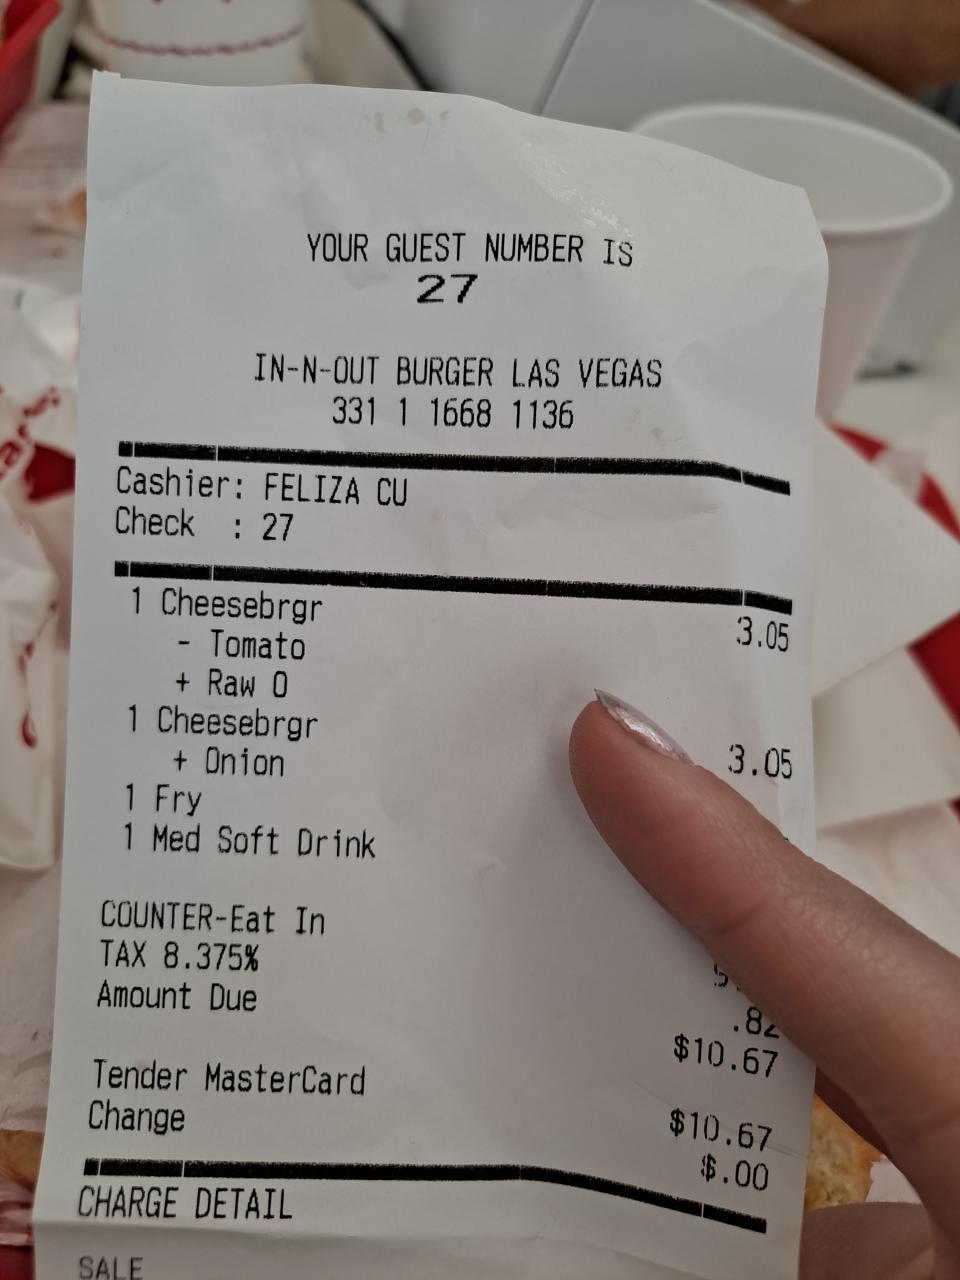 YOUR GUEST NUMBER IS
27
IN-N-OUT BURGER LAS VEGAS
331 1 1668 1136
Cashier: FELIZA CU
Check : 27
1 Cheesebrgr 3.05
- Tomato
+ Raw O
1 Cheesebrgr 3.05
+ Onion
1 Fry
1 Med Soft Drink
COUNTER-Eat In
TAX 8.375% .82
Amount Due $10.67
Tender MasterCard $10.67
Change $.00
CHARGE DETAIL
SALE